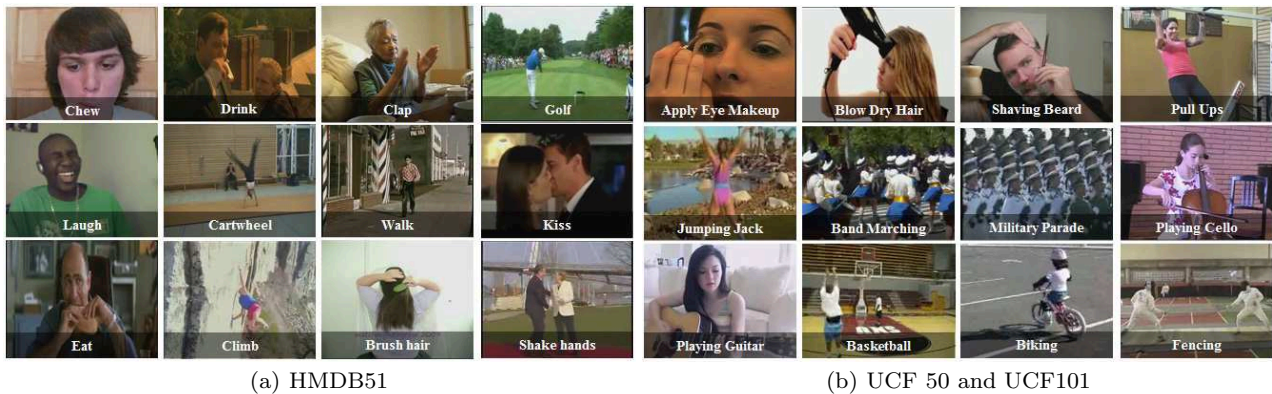 Chew
Drink
Clap
Golf
Apply Eye Makeup
Blow Dry Hair
Shaving Beard
Pull Ups
Laugh
Cartwheel
Walk
Kiss
Jumping Jack
Band Marching
Military Parade
Playing Cello
Eat
Climb
Brush hair
Shake hands
Playing Guitar
Basketball
Biking
Fencing
(a) HMDB51
(b) UCF 50 and UCF101